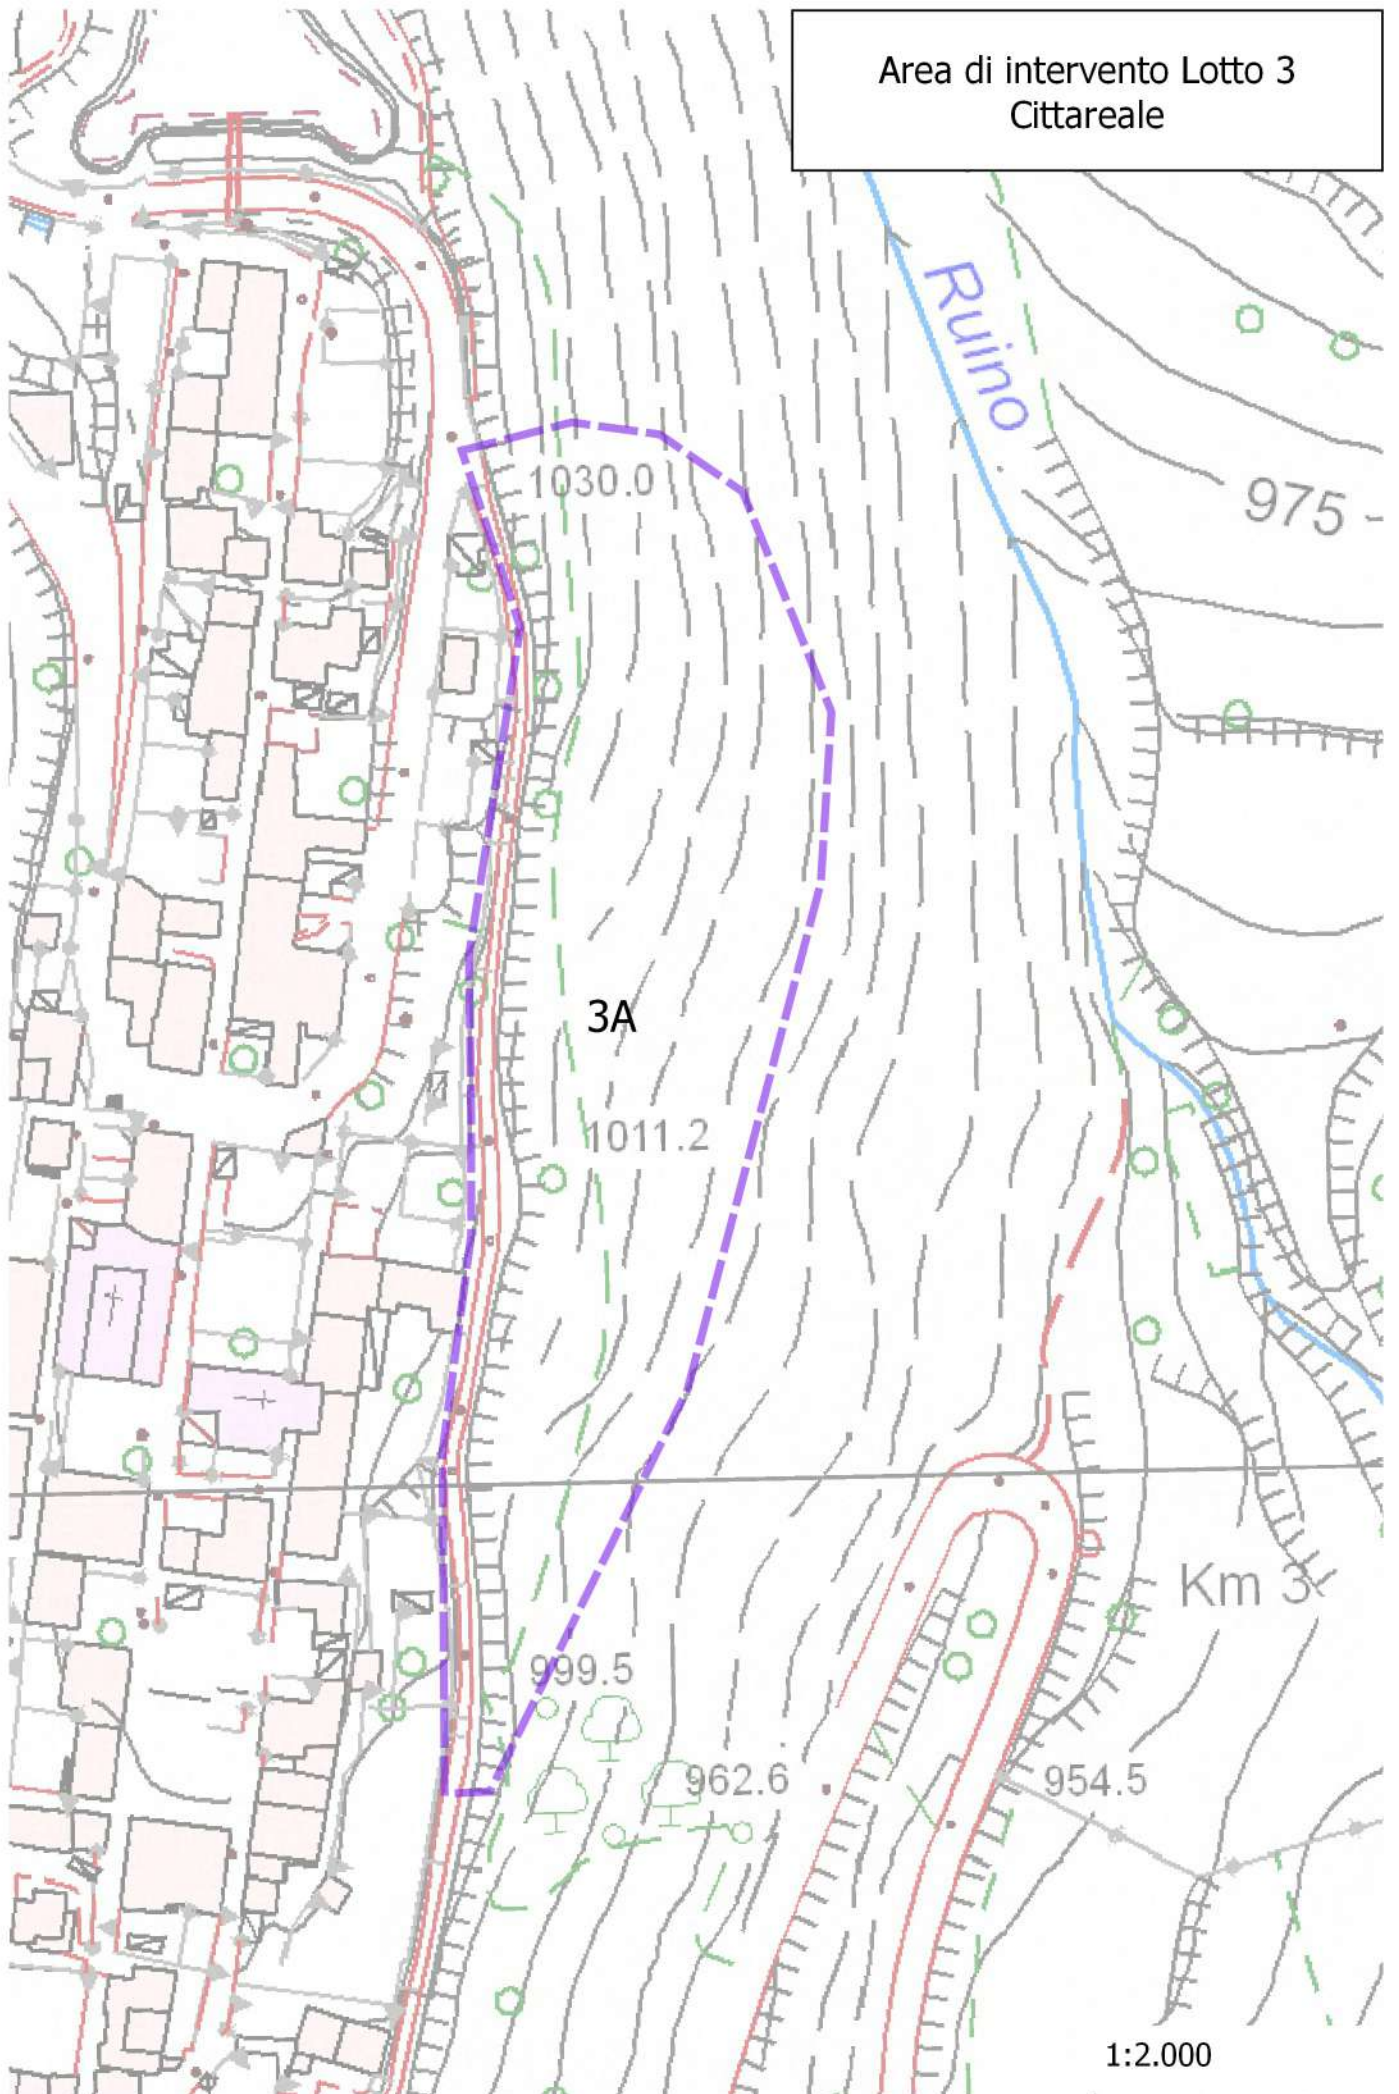 Area di intervento Lotto 3
Cittareale
Ruino
1030.0
975
3A
1011.2
Km 3
999.5
962.6
954.5
1:2.000